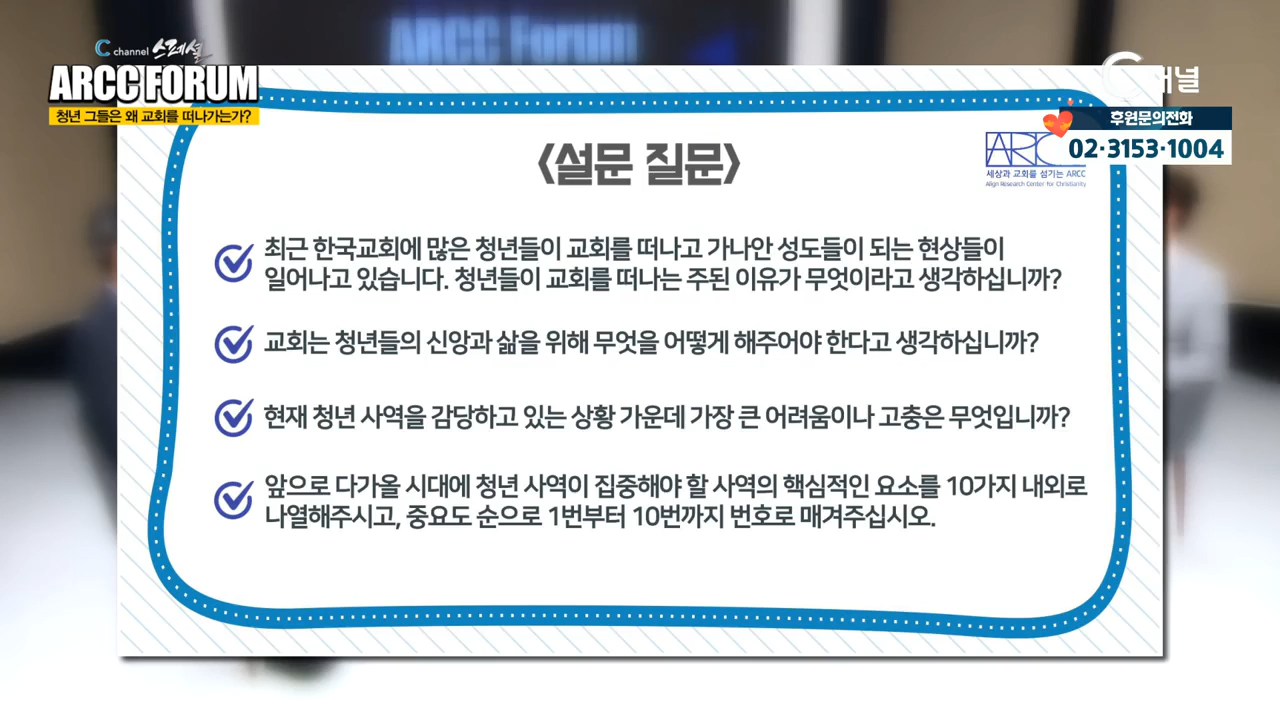 C channel 스페셜
ARCC FORUM
청년 그들은 왜 교회를 떠나가는가?
ARCC Forum
채널
후원문의전화
02·3153·1004
<설문 질문>
ARCC
세상과 교회를 섬기는 ARCC
Align Research Center for Christianity
최근 한국교회에 많은 청년들이 교회를 떠나고 가나안 성도들이 되는 현상들이
일어나고 있습니다. 청년들이 교회를 떠나는 주된 이유가 무엇이라고 생각하십니까?
교회는 청년들의 신앙과 삶을 위해 무엇을 어떻게 해주어야 한다고 생각하십니까?
현재 청년 사역을 감당하고 있는 상황 가운데 가장 큰 어려움이나 고충은 무엇입니까?
앞으로 다가올 시대에 청년 사역이 집중해야 할 사역의 핵심적인 요소를 10가지 내외로
나열해주시고, 중요도 순으로 1번부터 10번까지 번호로 매겨주십시오.